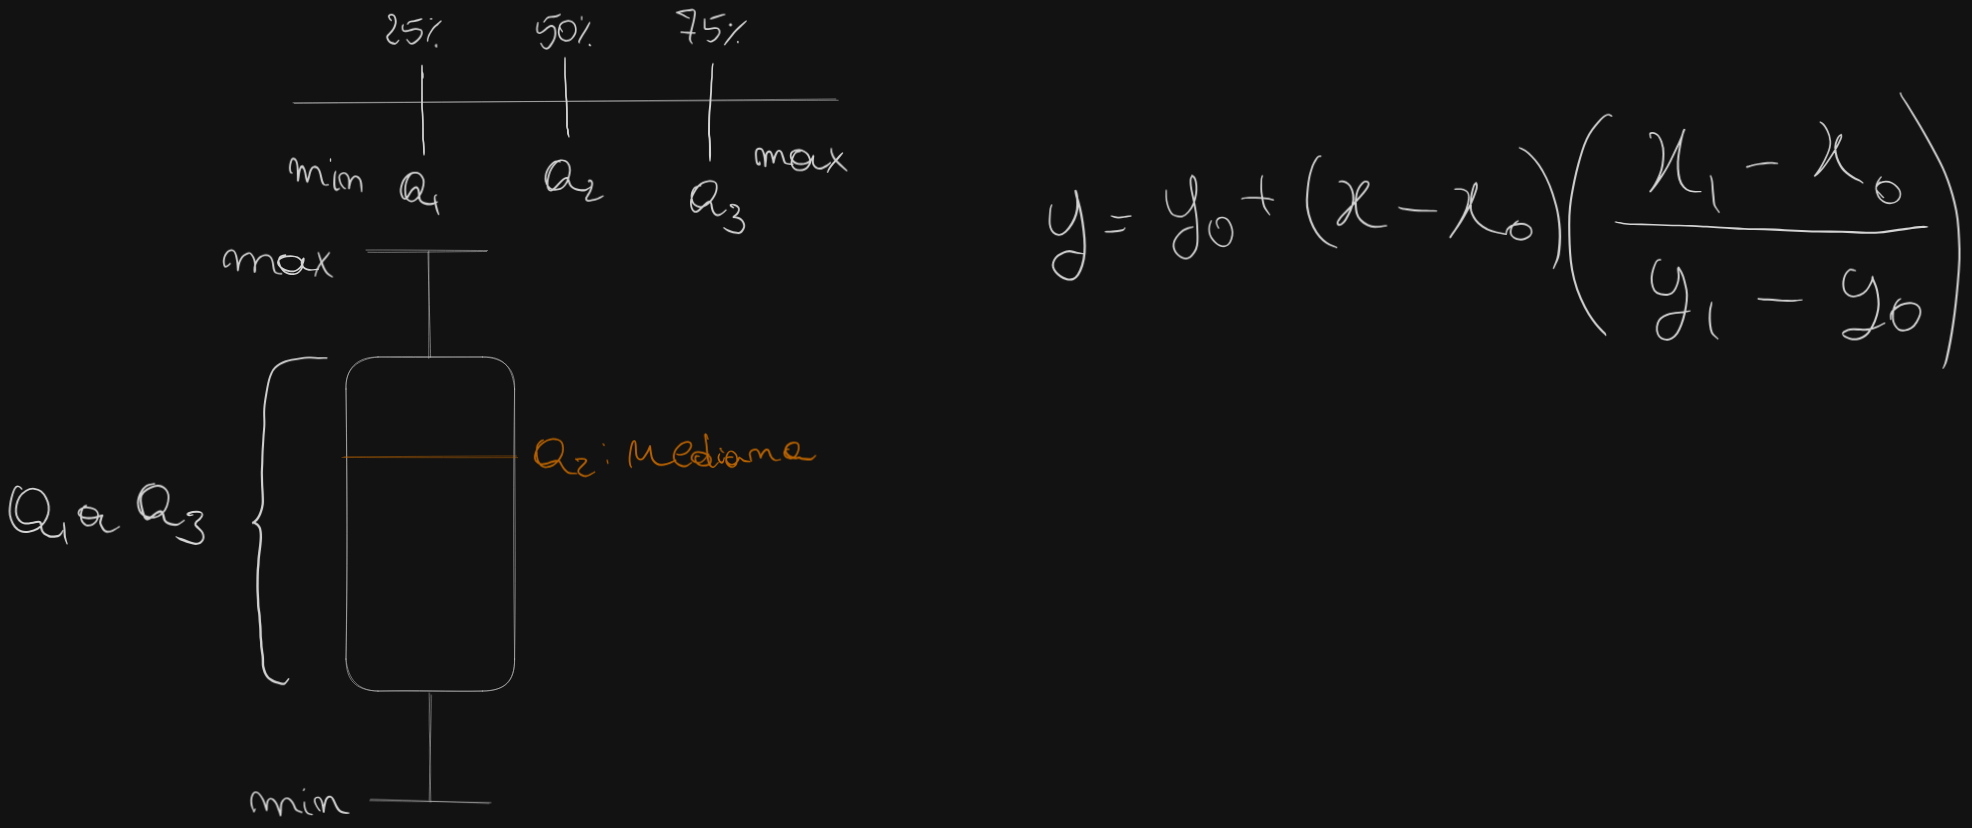 25% 50% 75%
min Q₁ Q₂ Q₃ max
max
Q₂: Mediana
Q₁ a Q₃
min
y = y₀ + (x - x₀) ((x₁ - x₀) / (y₁ - y₀))